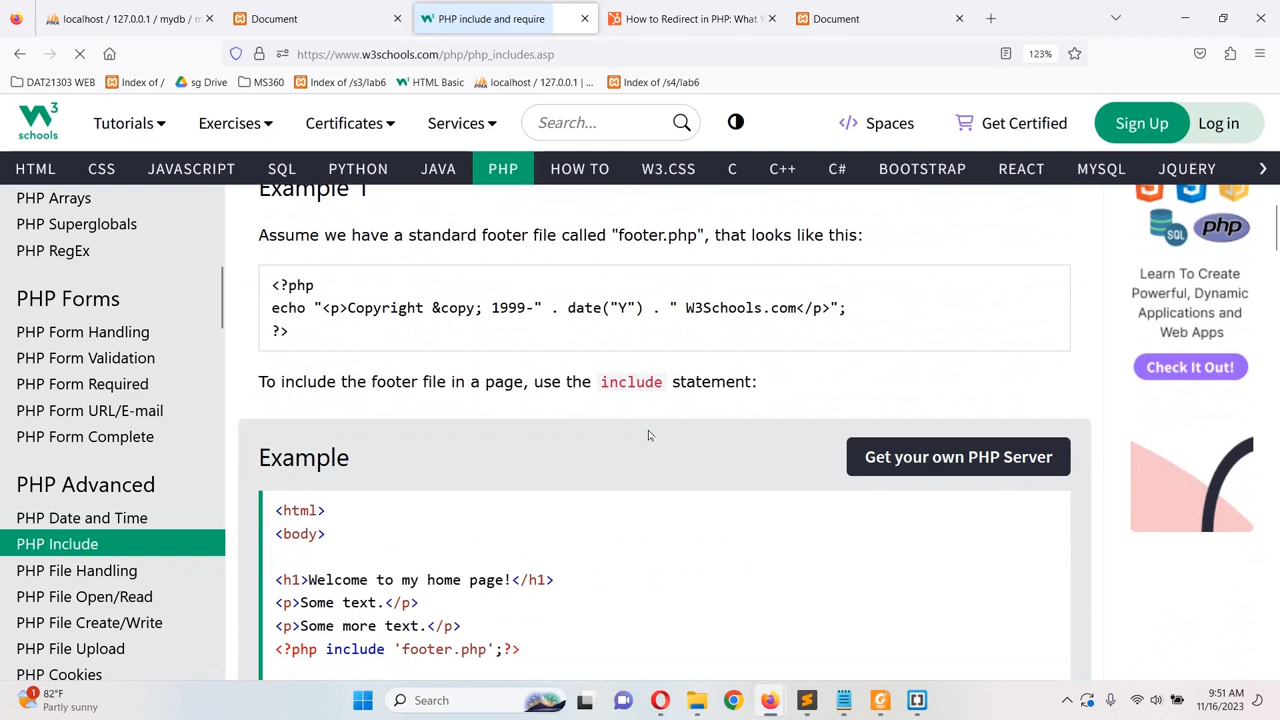 localhost / 127.0.0.1 / mydb / m
Document
PHP include and require
How to Redirect in PHP: What Y
Document
https://www.w3schools.com/php/php_includes.asp
123%
DAT21303 WEB
Index of /
sg Drive
MS360
Index of /s3/lab6
HTML Basic
localhost / 127.0.0.1 | ...
Index of /s4/lab6
W3
schools
Tutorials
Exercises
Certificates
Services
Search...
Spaces
Get Certified
Sign Up
Log in
HTML
CSS
JAVASCRIPT
SQL
PYTHON
JAVA
PHP
HOW TO
W3.CSS
C
C++
C#
BOOTSTRAP
REACT
MYSQL
JQUERY
PHP Arrays
PHP Superglobals
PHP RegEx
PHP Forms
PHP Form Handling
PHP Form Validation
PHP Form Required
PHP Form URL/E-mail
PHP Form Complete
PHP Advanced
PHP Date and Time
PHP Include
PHP File Handling
PHP File Open/Read
PHP File Create/Write
PHP File Upload
PHP Cookies
Example 1
Assume we have a standard footer file called "footer.php", that looks like this:
<?php
echo "<p>Copyright &copy; 1999-" . date("Y") . " W3Schools.com</p>";
?>
To include the footer file in a page, use the include statement:
Example
Get your own PHP Server
<html>
<body>
<h1>Welcome to my home page!</h1>
<p>Some text.</p>
<p>Some more text.</p>
<?php include 'footer.php';?>
php
Learn To Create
Powerful, Dynamic
Applications and
Web Apps
Check It Out!
1
82°F
Partly sunny
Search
9:51 AM
11/16/2023